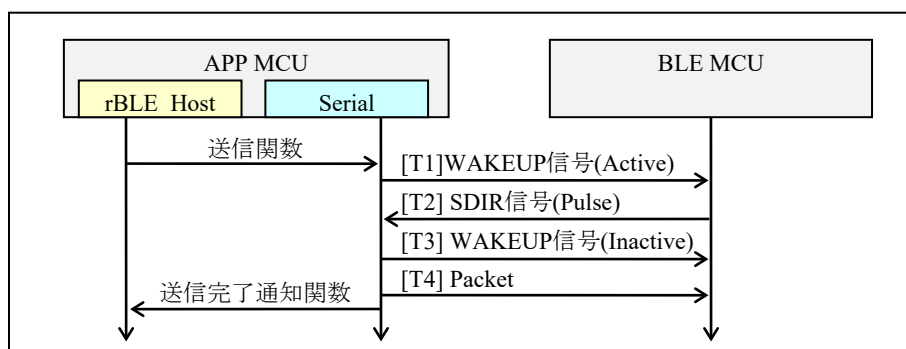 APP MCU
BLE MCU
rBLE_Host
Serial
送信関数
[T1]WAKEUP信号(Active)
[T2] SDIR信号(Pulse)
[T3] WAKEUP信号(Inactive)
[T4] Packet
送信完了通知関数